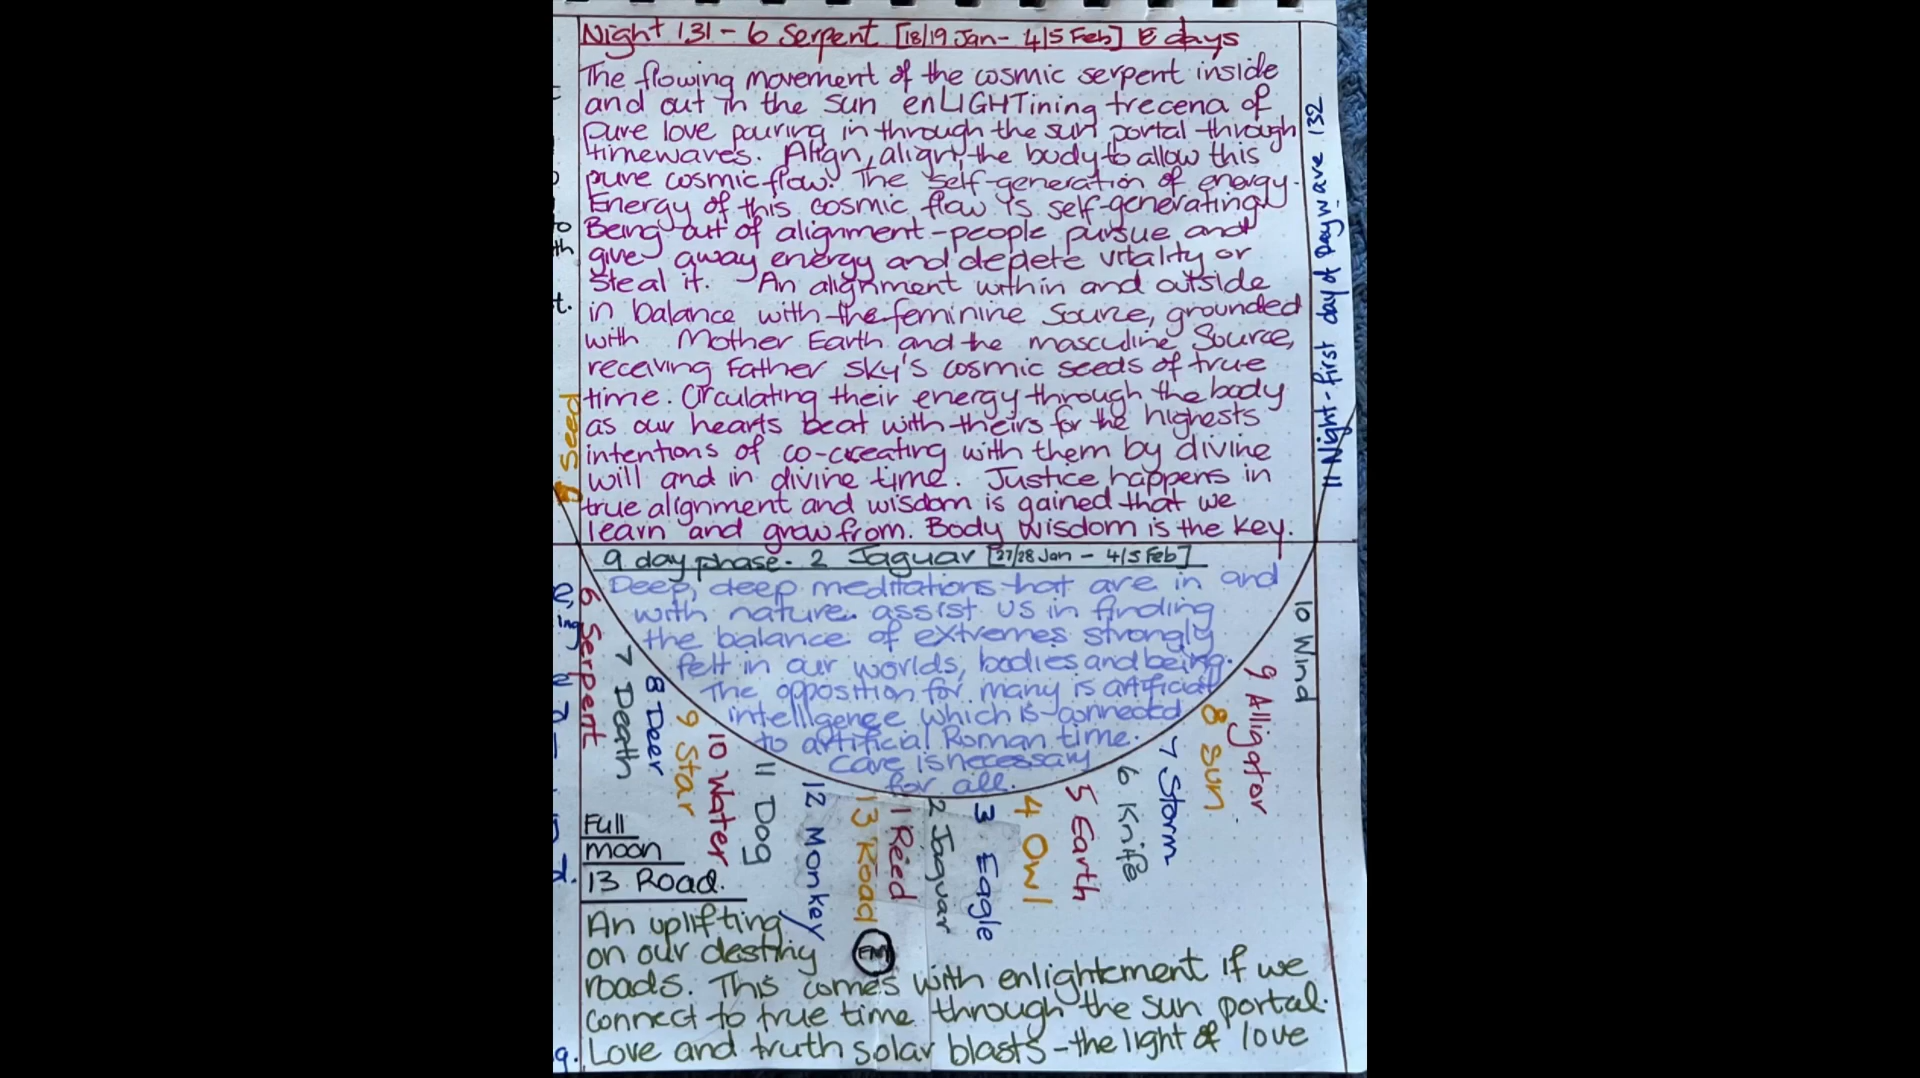 Night 131 - 6 Serpent [18/19 Jan - 4/5 Feb] E days
The flowing movement of the cosmic serpent inside
and out in the sun enLIGHTining trecena of
pure love pouring in through the sun portal through
timewaves. Align, align, the body to allow this
pure cosmic flow. The self-generation of energy.
Energy of this cosmic flow is self-generating.
Being out of alignment - people pursue and
give away energy and deplete vitality or
steal it. An alignment within and outside
in balance with the feminine Source, grounded
with Mother Earth and the masculine Source,
receiving Father Sky's cosmic seeds of true
time. Circulating their energy through the body
as our hearts beat with theirs for the highests
intentions of co-creating with them by divine
will and in divine time. Justice happens in
true alignment and wisdom is gained that we
learn and grow from. Body Wisdom is the key.
9 day phase - 2 Jaguar [27/28 Jan - 4/5 Feb]
Deep, deep meditations that are in and
with nature assist us in finding
the balance of extremes strongly
felt in our worlds, bodies and being.
The opposition for many is artificial
intelligence which is connected
to artificial Roman time.
Care is necessary
for all.
Seed
6 Serpent
7 Death
8 Deer
9 Star
10 Water
11 Dog
12 Monkey
13 Road
FM
1 Reed
2 Jaguar
3 Eagle
4 Owl
5 Earth
6 Knife
7 Storm
8 Sun
9 Alligator
10 Wind
11 Night - first day of Daywave 132
Full
moon
13 Road.
An uplifting
on our destiny
roads. This comes with enlightement if we
connect to true time through the sun portal.
Love and truth solar blasts - the light of love